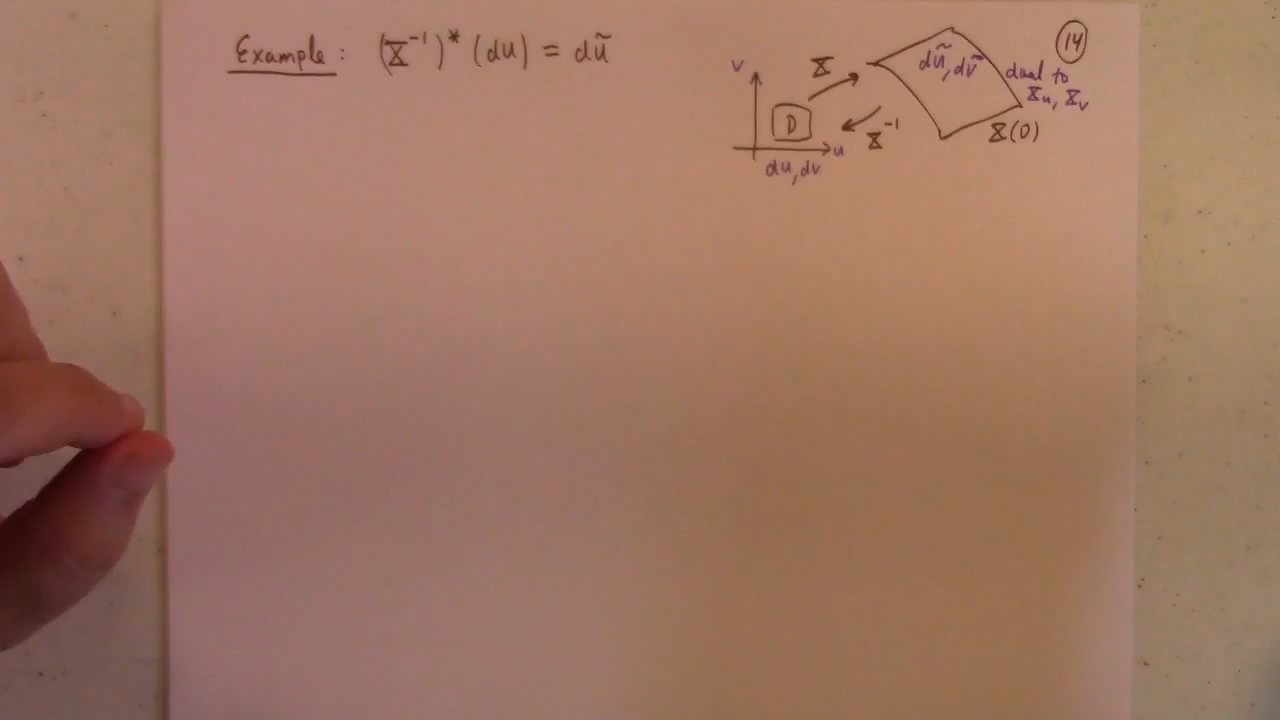 Example: (X⁻¹)* (du) = dũ
14
v
X
dũ, dṽ
dual to
Xu, Xv
D
X⁻¹
X(D)
u
du, dv